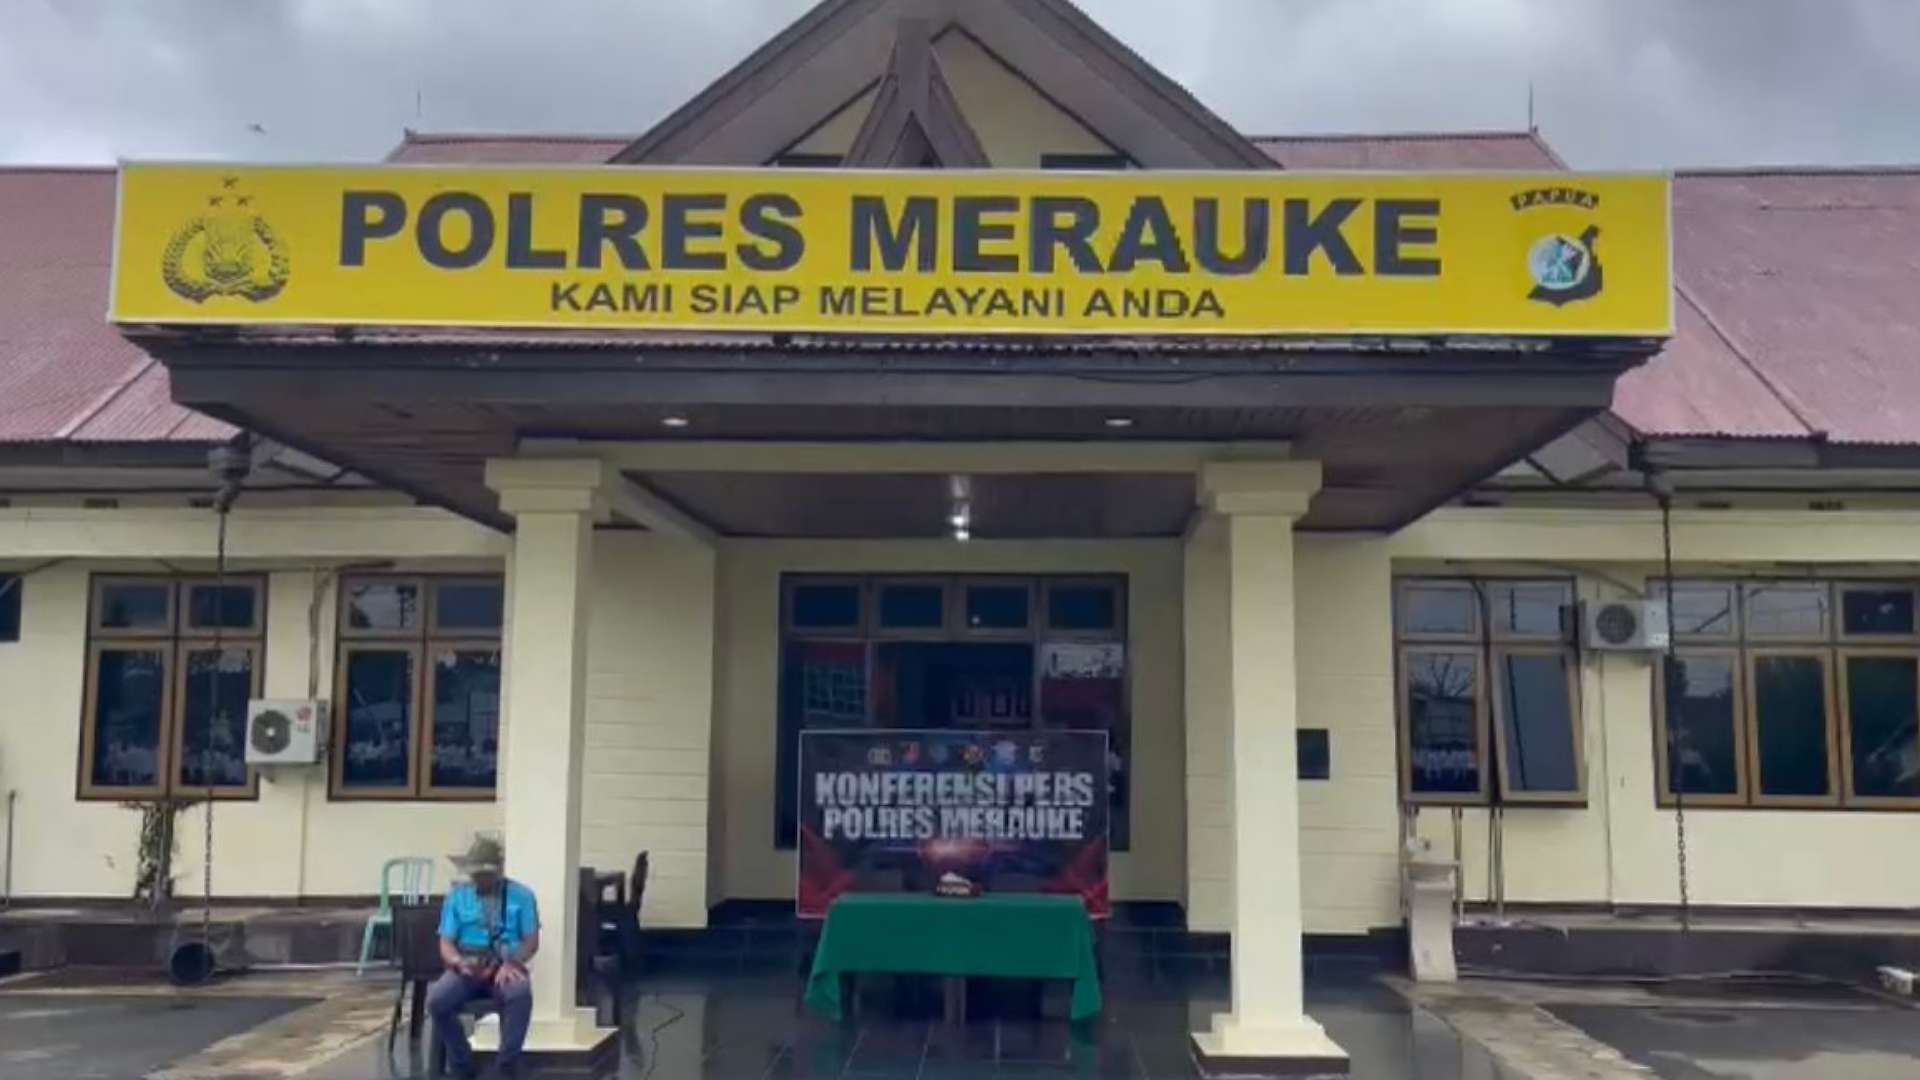 POLRES MERAUKE
KAMI SIAP MELAYANI ANDA
PAPUA
KONFERENSI PERS
POLRES MERAUKE